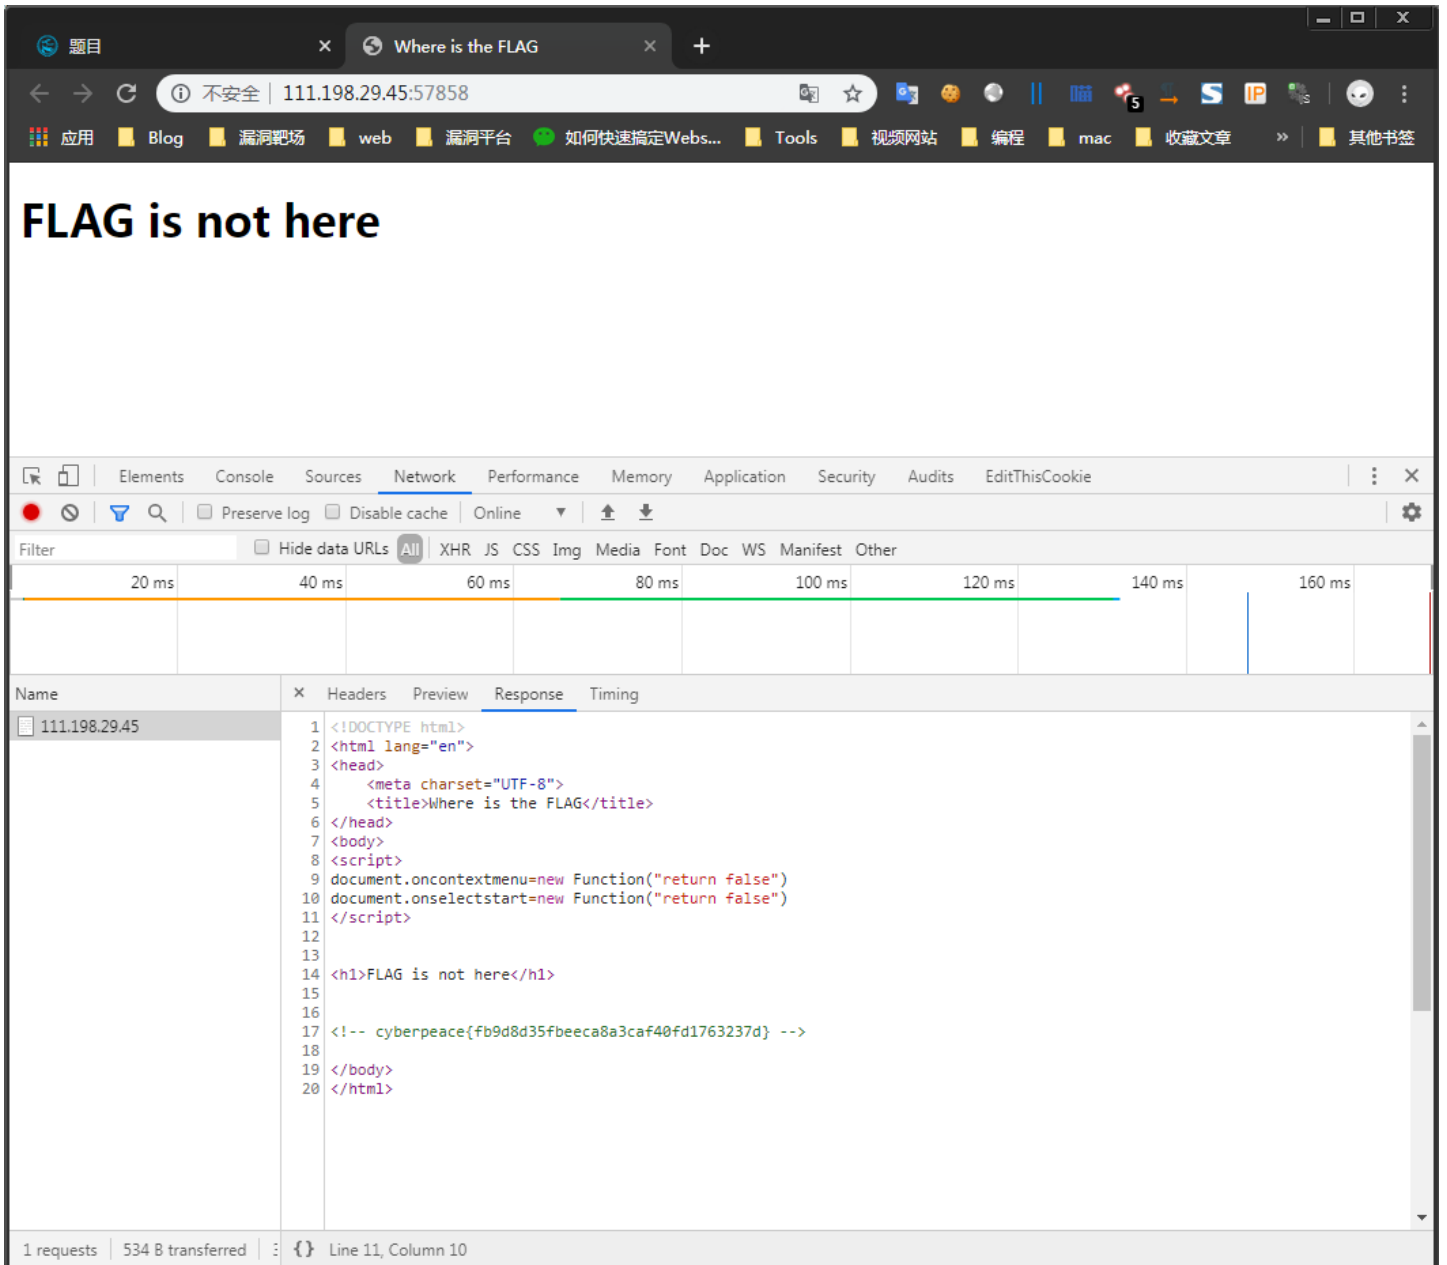 题目
Where is the FLAG
不安全 111.198.29.45:57858
5
S
IP
应用 Blog 漏洞靶场 web 漏洞平台 如何快速搞定Webs... Tools 视频网站 编程 mac 收藏文章 » 其他书签
FLAG is not here
Elements Console Sources Network Performance Memory Application Security Audits EditThisCookie
Preserve log Disable cache Online
Filter Hide data URLs All XHR JS CSS Img Media Font Doc WS Manifest Other
20 ms 40 ms 60 ms 80 ms 100 ms 120 ms 140 ms 160 ms
Name Headers Preview Response Timing
111.198.29.45
1 <!DOCTYPE html>
2 <html lang="en">
3 <head>
4 <meta charset="UTF-8">
5 <title>Where is the FLAG</title>
6 </head>
7 <body>
8 <script>
9 document.oncontextmenu=new Function("return false")
10 document.onselectstart=new Function("return false")
11 </script>
12
13
14 <h1>FLAG is not here</h1>
15
16
17 <!-- cyberpeace{fb9d8d35fbeeca8a3caf40fd1763237d} -->
18
19 </body>
20 </html>
1 requests 534 B transferred {} Line 11, Column 10